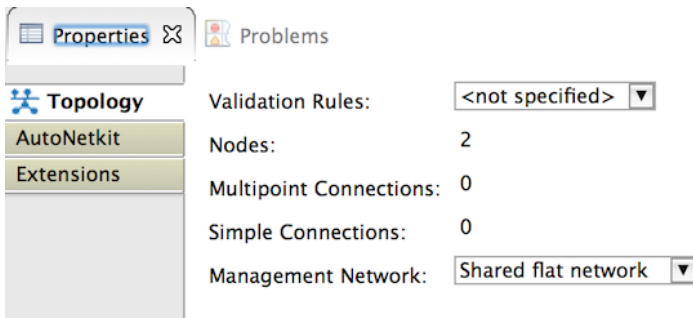 Properties Problems
Topology
AutoNetkit
Extensions
Validation Rules: <not specified>
Nodes: 2
Multipoint Connections: 0
Simple Connections: 0
Management Network: Shared flat network